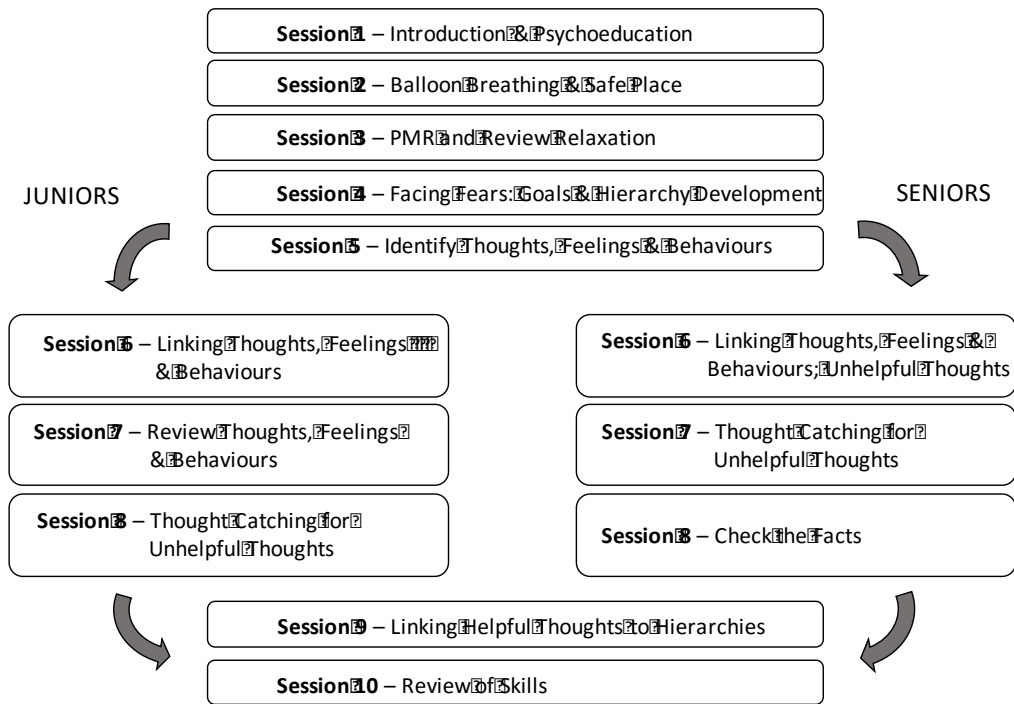 Session 1 – Introduction & Psychoeducation
Session 2 – Balloon Breathing & Safe Place
Session 3 – PMR and Review Relaxation
JUNIORS
Session 4 – Facing Fears: Goals & Hierarchy Development
SENIORS
Session 5 – Identify Thoughts, Feelings & Behaviours
Session 6 – Linking Thoughts, Feelings
& Behaviours
Session 7 – Review Thoughts, Feelings
& Behaviours
Session 8 – Thought Catching for
Unhelpful Thoughts
Session 6 – Linking Thoughts, Feelings &
Behaviours; Unhelpful Thoughts
Session 7 – Thought Catching for
Unhelpful Thoughts
Session 8 – Check the Facts
Session 9 – Linking Helpful Thoughts to Hierarchies
Session 10 – Review of Skills